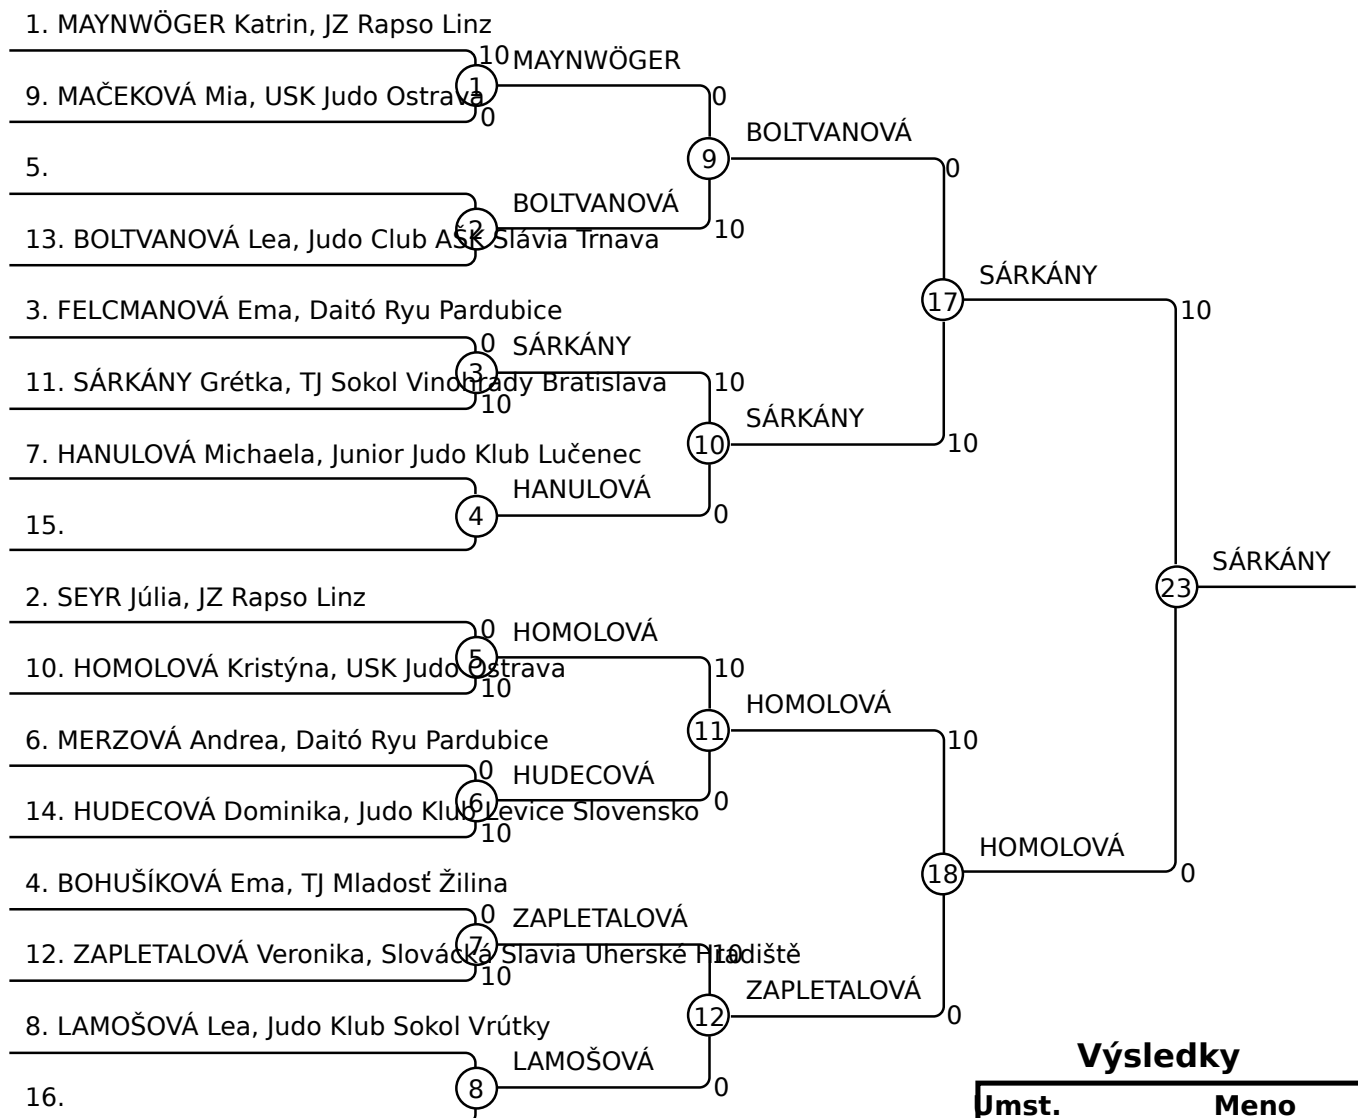 1. MAYNWÖGER Katrin, JZ Rapso Linz
10
MAYNWÖGER
1
9. MAČEKOVÁ Mia, USK Judo Ostrava
0
0
BOLTVANOVÁ
9
0
5.
BOLTVANOVÁ
2
10
13. BOLTVANOVÁ Lea, Judo Club AŠK Slávia Trnava
SÁRKÁNY
17
10
3. FELCMANOVÁ Ema, Daitó Ryu Pardubice
0
SÁRKÁNY
3
11. SÁRKÁNY Grétka, TJ Sokol Vinohrady Bratislava
10
10
SÁRKÁNY
10
10
7. HANULOVÁ Michaela, Junior Judo Klub Lučenec
HANULOVÁ
4
0
15.
SÁRKÁNY
23
2. SEYR Júlia, JZ Rapso Linz
0
HOMOLOVÁ
5
10. HOMOLOVÁ Kristýna, USK Judo Ostrava
10
10
HOMOLOVÁ
11
10
6. MERZOVÁ Andrea, Daitó Ryu Pardubice
0
HUDECOVÁ
6
0
14. HUDECOVÁ Dominika, Judo Klub Levice Slovensko
10
HOMOLOVÁ
18
0
4. BOHUŠÍKOVÁ Ema, TJ Mladosť Žilina
0
ZAPLETALOVÁ
7
12. ZAPLETALOVÁ Veronika, Slovácká Slavia Uherské Hradiště
10
10
ZAPLETALOVÁ
12
0
8. LAMOŠOVÁ Lea, Judo Klub Sokol Vrútky
LAMOŠOVÁ
8
0
16.
Výsledky
Umst. Meno